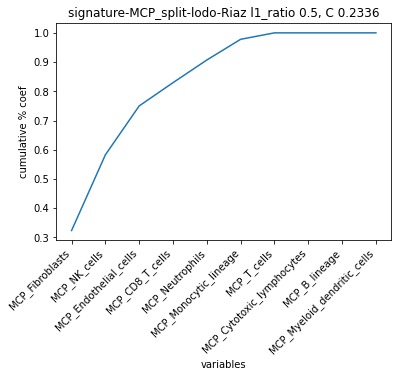 signature-MCP_split-lodo-Riaz l1_ratio 0.5, C 0.2336
cumulative % coef
1.0
0.9
0.8
0.7
0.6
0.5
0.4
0.3
MCP_Fibroblasts
MCP_NK_cells
MCP_Endothelial_cells
MCP_CD8_T_cells
MCP_Neutrophils
MCP_Monocytic_lineage
MCP_T_cells
MCP_Cytotoxic_lymphocytes
MCP_B_lineage
MCP_Myeloid_dendritic_cells
variables